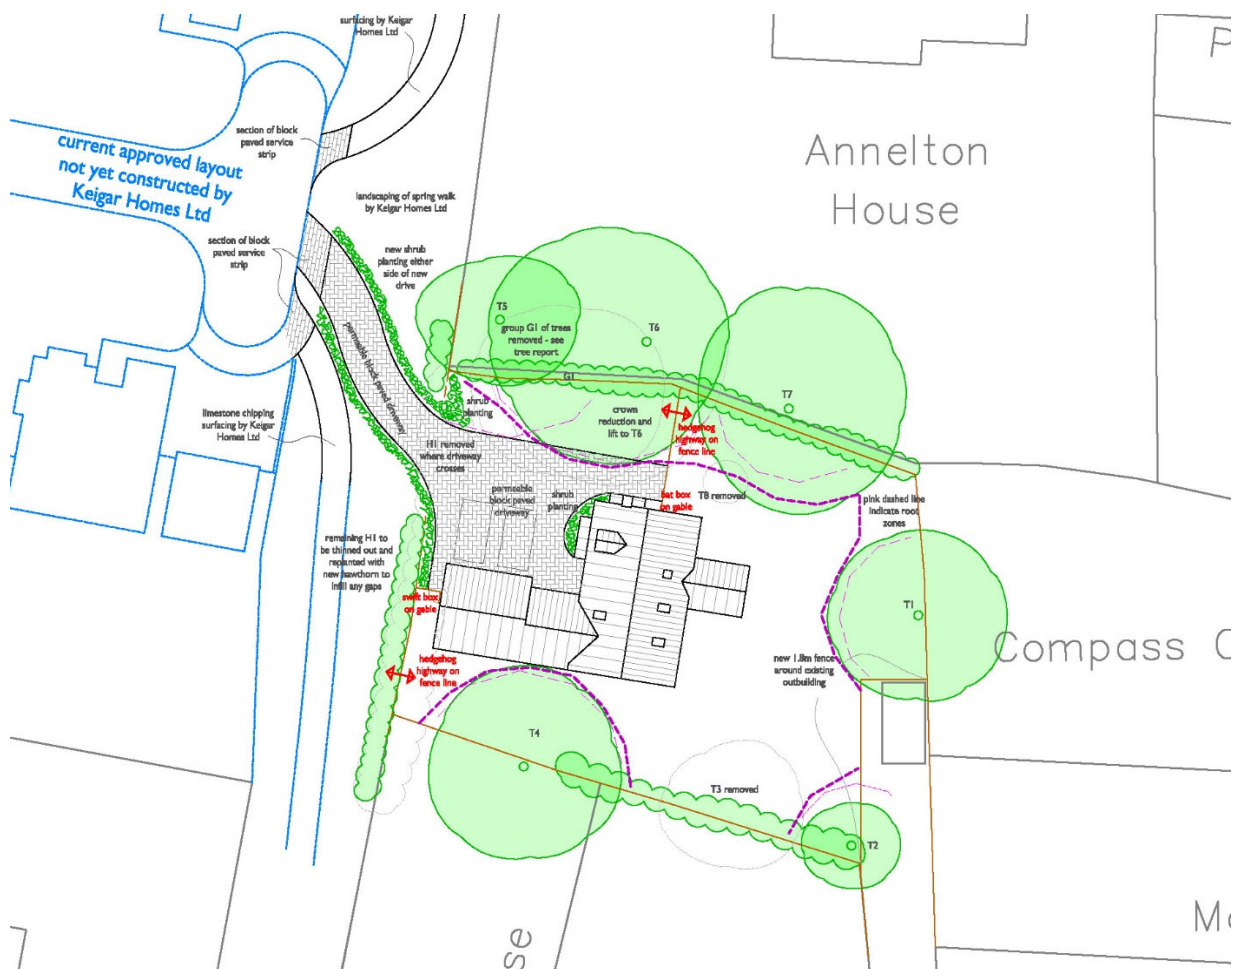 surfacing by Keigar
Homes Ltd
P
section of block
paved service
strip
current approved layout
not yet constructed by
Keigar Homes Ltd
Annelton
House
landscaping of spring walk
by Keigar Homes Ltd
section of block
paved service
strip
new shrub
planting either
side of new
drive
T5
group G1 of trees
removed - see
tree report
T6
G1
T7
permeable block paved driveway
shrub
planting
crown
reduction and
lift to T6
hedgehog
highway on
fence line
limestone chipping
surfacing by Keigar
Homes Ltd
H1 removed
where driveway
crosses
permeable
block paved
driveway
shrub
planting
bat box
on gable
T8 removed
pink dashed line
indicate root
zones
remaining H1 to
be thinned out and
replanted with
new hawthorn to
infill any gaps
swift box
on gable
T1
hedgehog
highway on
fence line
new 1.8m fence
around existing
outbuilding
Compass C
T4
T3 removed
T2
Mo
se